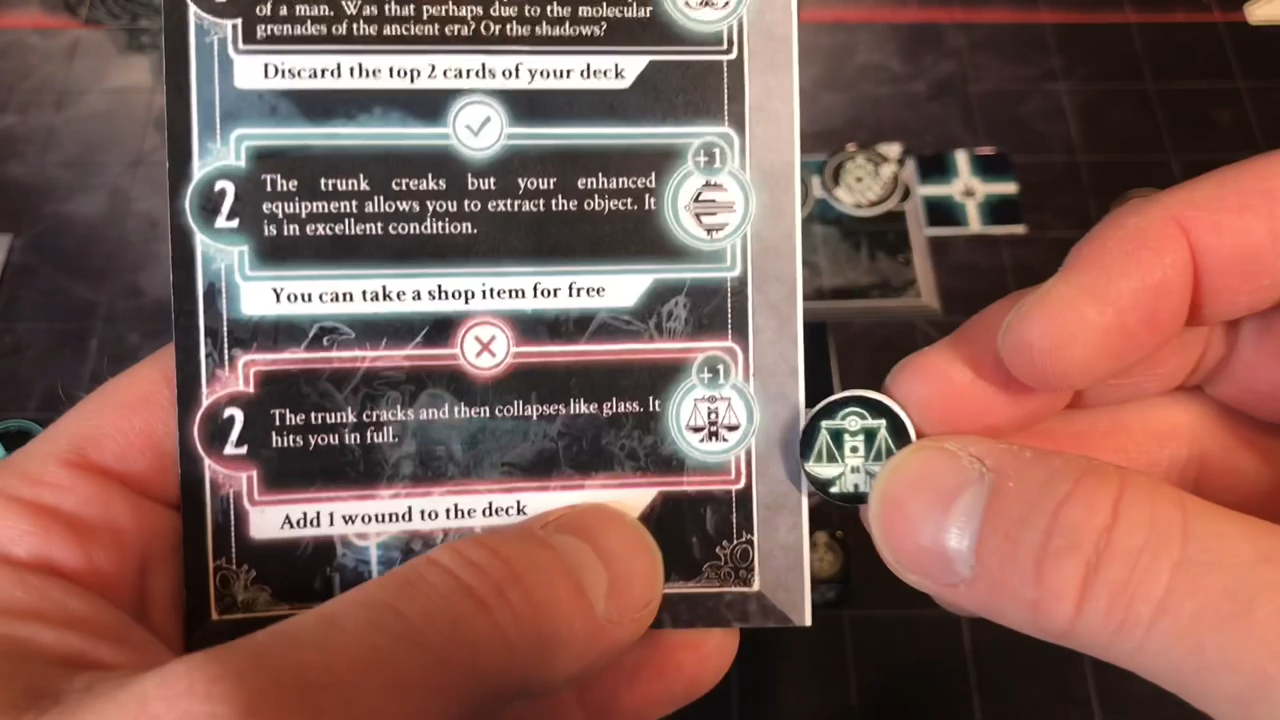 of a man. Was that perhaps due to the molecular
grenades of the ancient era? Or the shadows?
Discard the top 2 cards of your deck
+1
2
The trunk creaks but your enhanced
equipment allows you to extract the object. It
is in excellent condition.
You can take a shop item for free
+1
2
The trunk cracks and then collapses like glass. It
hits you in full.
Add 1 wound to the deck